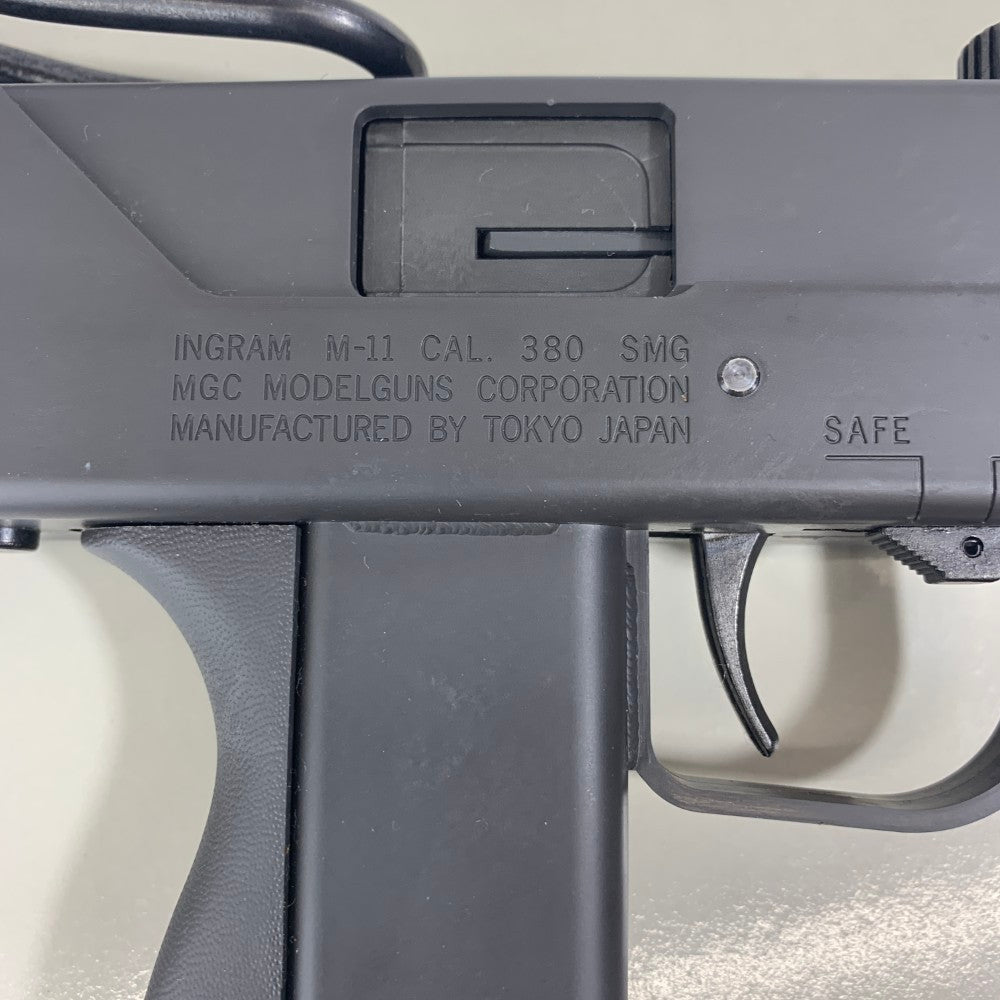 INGRAM M-11 CAL. 380 SMG
MGC MODELGUNS CORPORATION
MANUFACTURED BY TOKYO JAPAN
SAFE